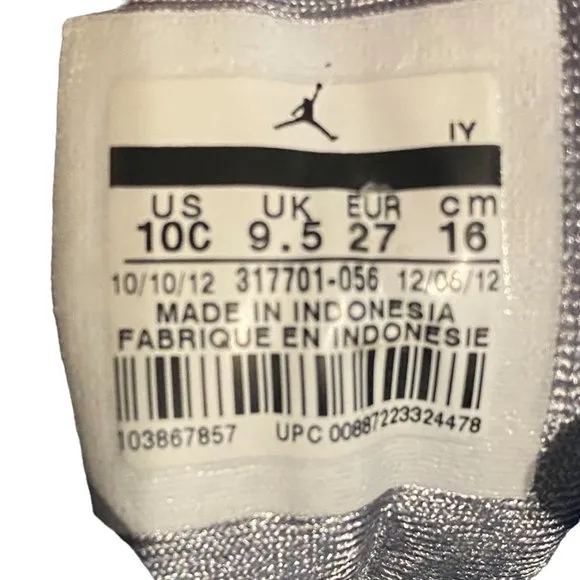 IY
US UK EUR cm
10C 9.5 27 16
10/10/12 317701-056 12/06/12
MADE IN INDONESIA
FABRIQUE EN INDONESIE
103867857 UPC 00887223324478